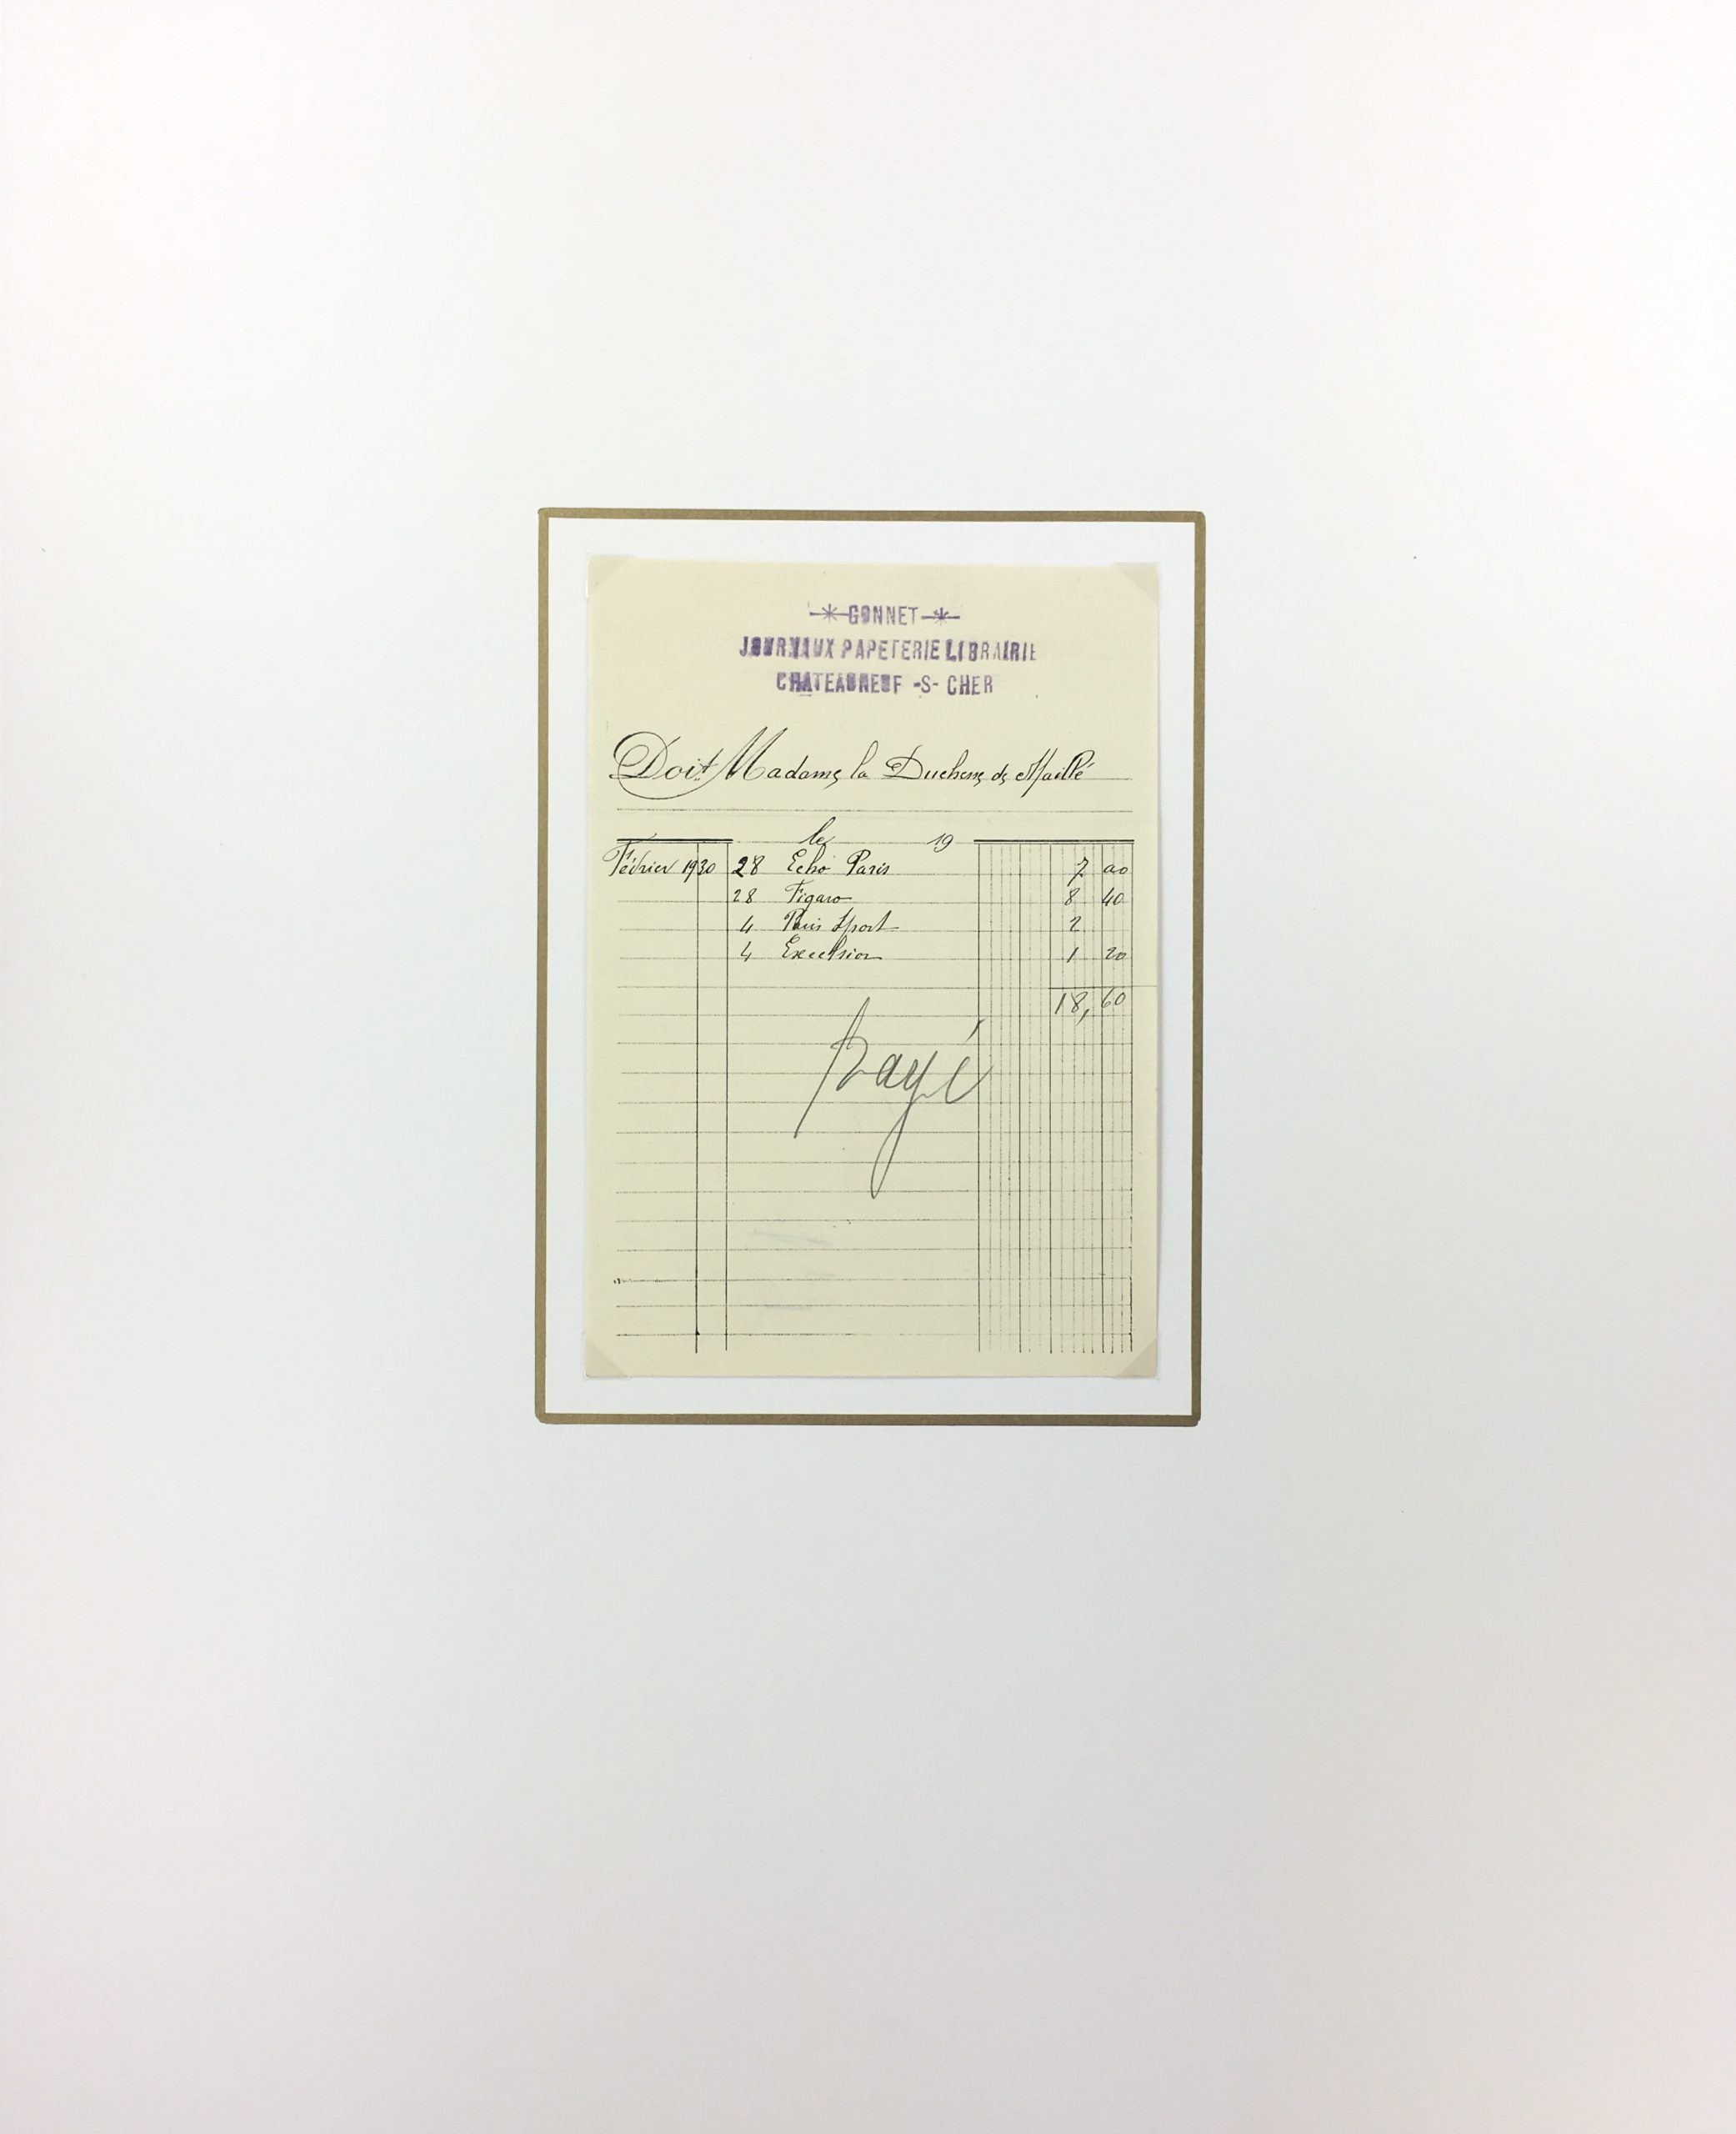 GONNET
JOURNAUX PAPETERIE LIBRAIRIE
CHATEAUNEUF -S- CHER
Doit Madame la Duchesse de Maillé
le 19
Février 1930 28 Echo Paris 7 00
28 Figaro 8 40
4 Paris Sport 2
4 Excelsior 1 20
18,60
payé